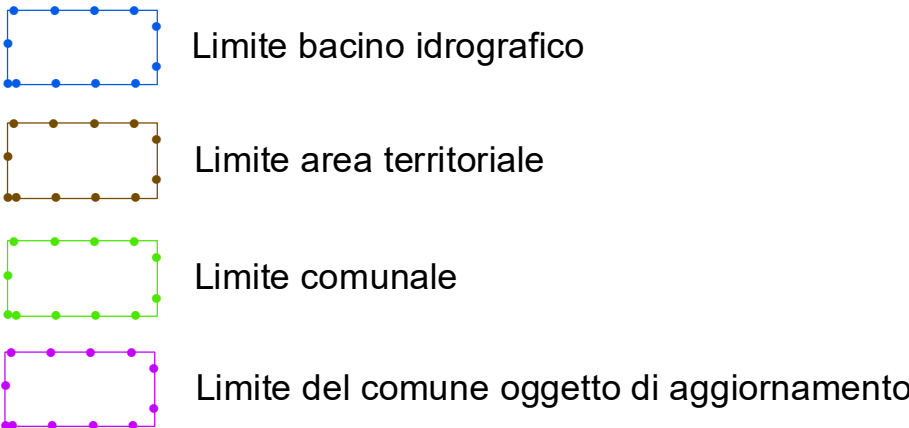 Limite bacino idrografico
Limite area territoriale
Limite comunale
Limite del comune oggetto di aggiornamento